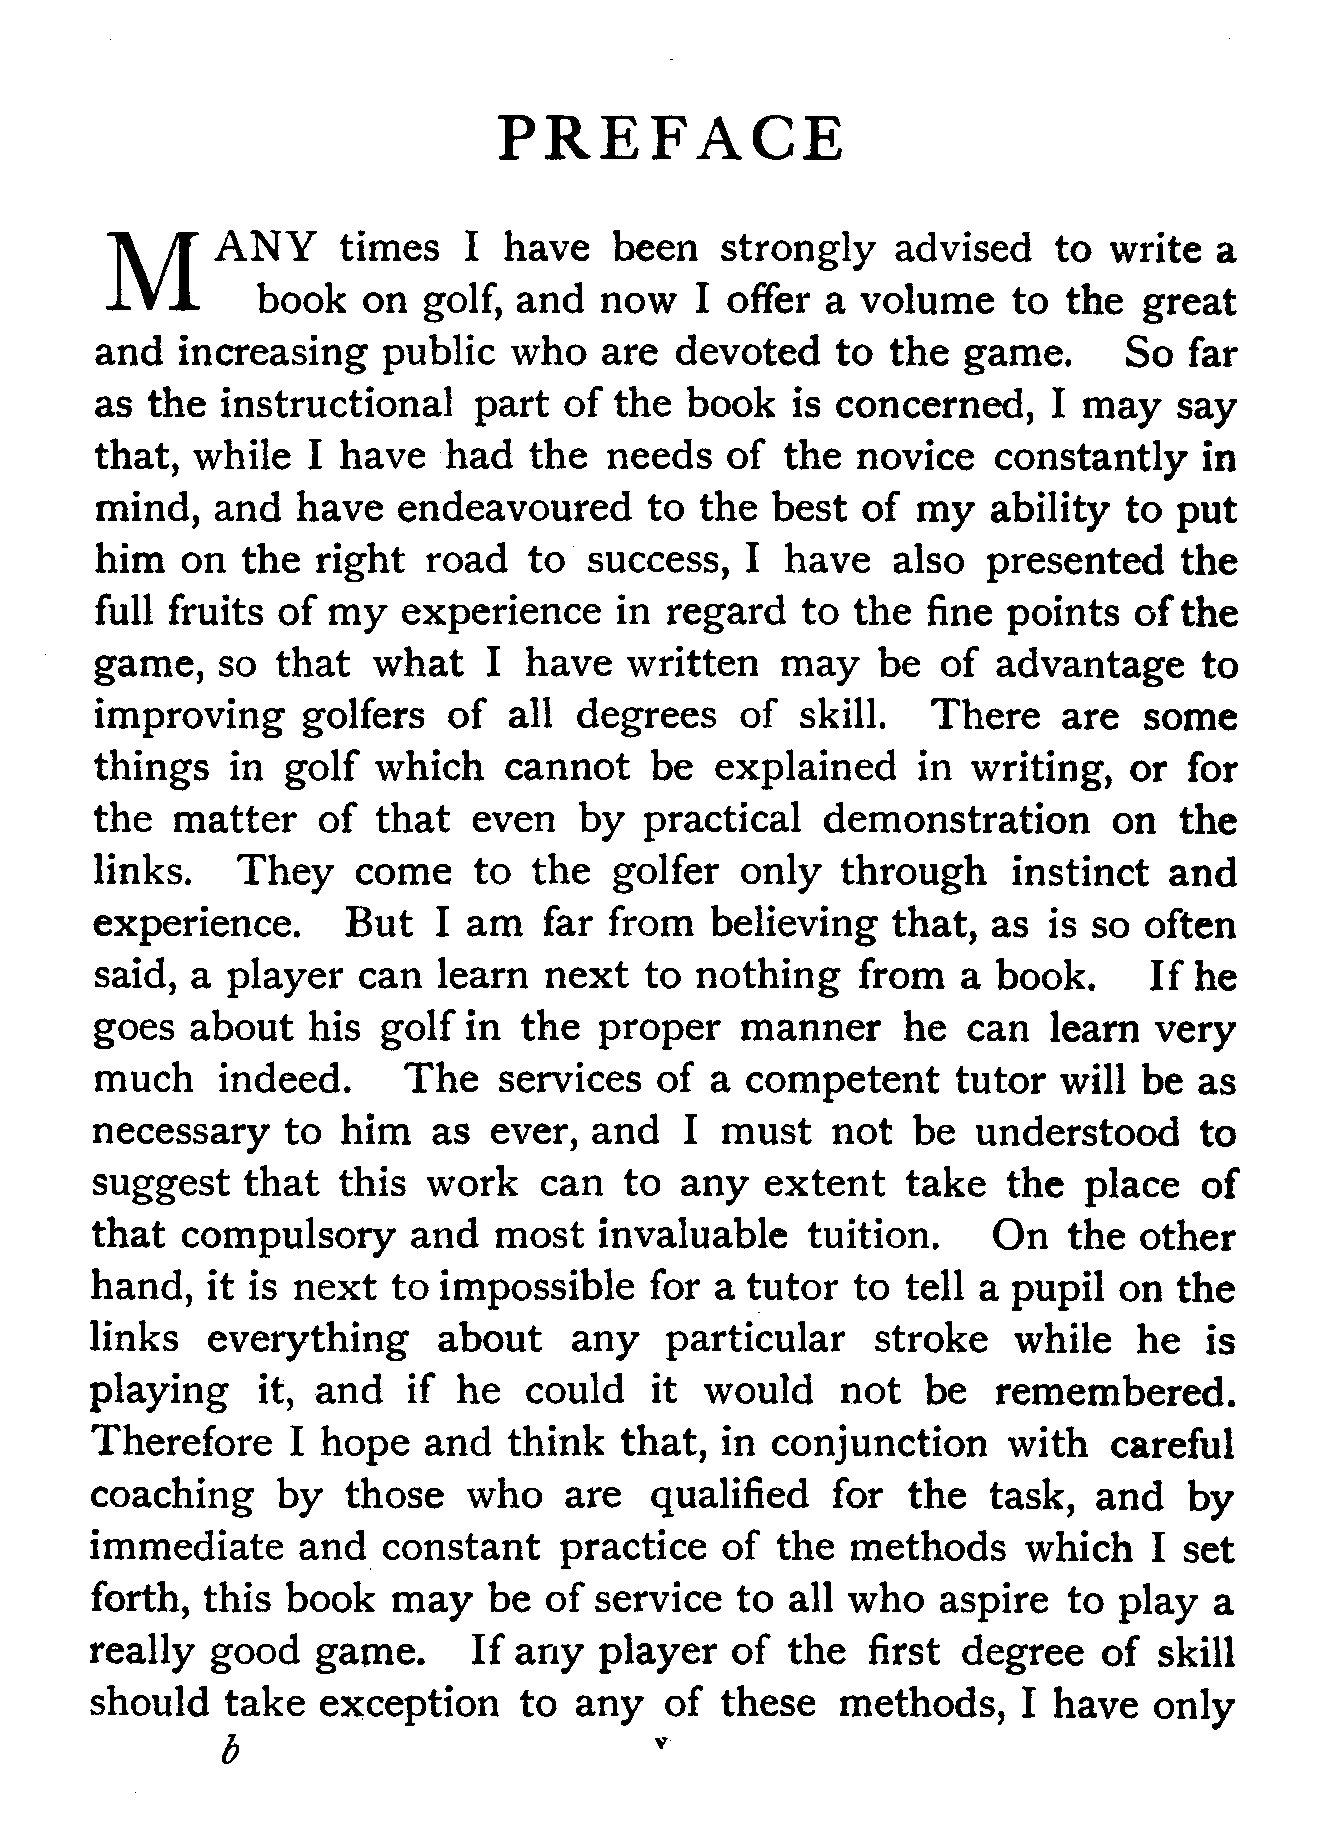 PREFACE
MANY times I have been strongly advised to write a
book on golf, and now I offer a volume to the great
and increasing public who are devoted to the game. So far
as the instructional part of the book is concerned, I may say
that, while I have had the needs of the novice constantly in
mind, and have endeavoured to the best of my ability to put
him on the right road to success, I have also presented the
full fruits of my experience in regard to the fine points of the
game, so that what I have written may be of advantage to
improving golfers of all degrees of skill. There are some
things in golf which cannot be explained in writing, or for
the matter of that even by practical demonstration on the
links. They come to the golfer only through instinct and
experience. But I am far from believing that, as is so often
said, a player can learn next to nothing from a book. If he
goes about his golf in the proper manner he can learn very
much indeed. The services of a competent tutor will be as
necessary to him as ever, and I must not be understood to
suggest that this work can to any extent take the place of
that compulsory and most invaluable tuition. On the other
hand, it is next to impossible for a tutor to tell a pupil on the
links everything about any particular stroke while he is
playing it, and if he could it would not be remembered.
Therefore I hope and think that, in conjunction with careful
coaching by those who are qualified for the task, and by
immediate and constant practice of the methods which I set
forth, this book may be of service to all who aspire to play a
really good game. If any player of the first degree of skill
should take exception to any of these methods, I have only
b v